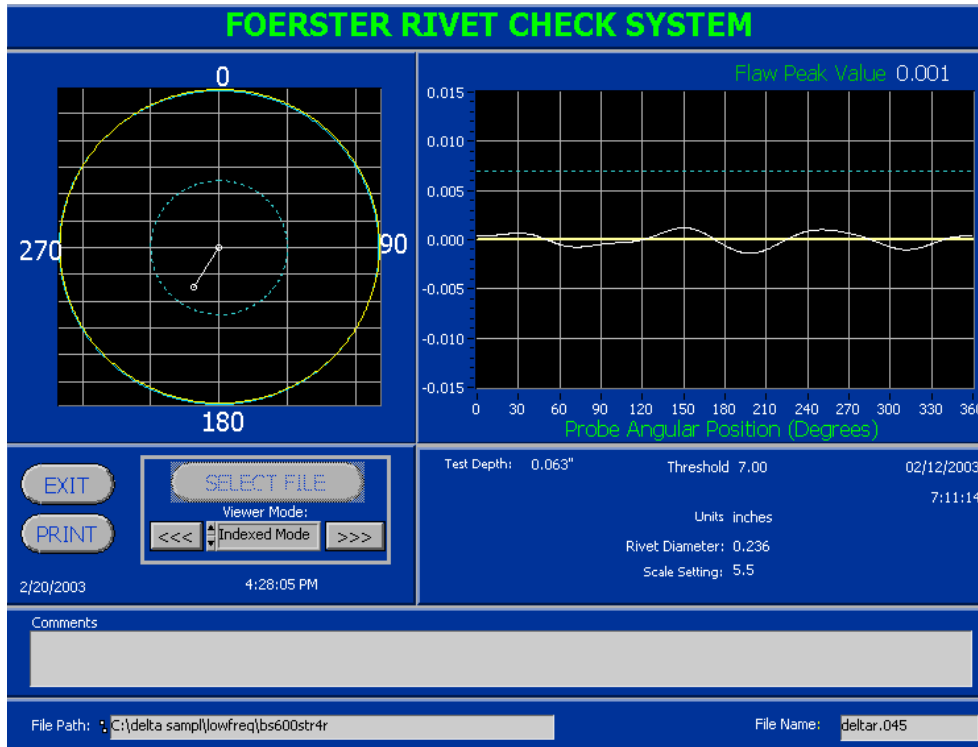 FOERSTER RIVET CHECK SYSTEM
0
270
90
180
Flaw Peak Value 0.001
0.015
0.010
0.005
0.000
-0.005
-0.010
-0.015
0 30 60 90 120 150 180 210 240 270 300 330 360
Probe Angular Position (Degrees)
EXIT
SELECT FILE
Viewer Mode:
PRINT
<<< Indexed Mode >>>
2/20/2003 4:28:05 PM
Test Depth: 0.063" Threshold 7.00 02/12/2003
7:11:14
Units inches
Rivet Diameter: 0.236
Scale Setting: 5.5
Comments
File Path: C:\delta sampl\lowfreq\bs600str4r File Name: deltar.045